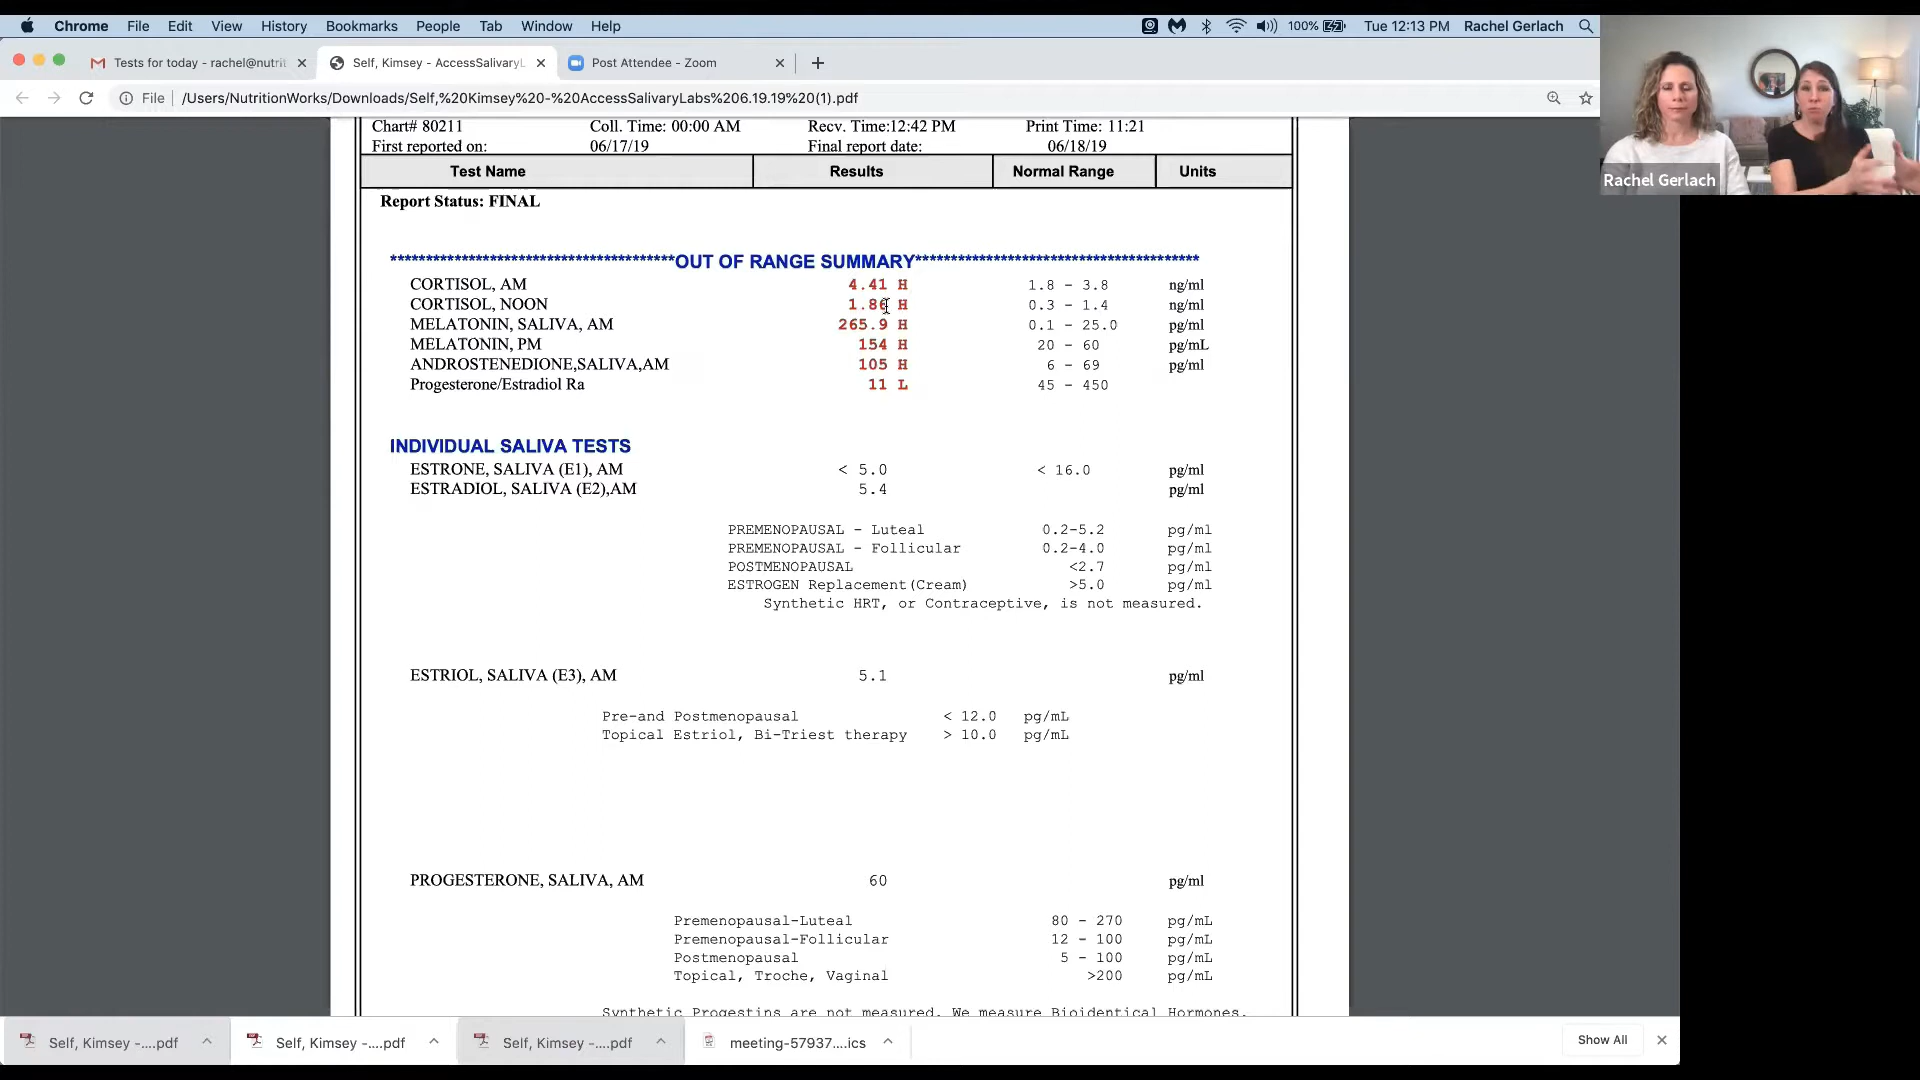 Chrome File Edit View History Bookmarks People Tab Window Help 100% Tue 12:13 PM Rachel Gerlach
Tests for today - rachel@nutrit Self, Kimsey - AccessSalivaryL Post Attendee - Zoom
File /Users/NutritionWorks/Downloads/Self,%20Kimsey%20-%20AccessSalivaryLabs%206.19.19%20(1).pdf
Rachel Gerlach
Chart# 80211 Coll. Time: 00:00 AM Recv. Time:12:42 PM Print Time: 11:21
First reported on: 06/17/19 Final report date: 06/18/19
Test Name Results Normal Range Units
Report Status: FINAL
****************************************OUT OF RANGE SUMMARY****************************************
CORTISOL, AM 4.41 H 1.8 - 3.8 ng/ml
CORTISOL, NOON 1.86 H 0.3 - 1.4 ng/ml
MELATONIN, SALIVA, AM 265.9 H 0.1 - 25.0 pg/ml
MELATONIN, PM 154 H 20 - 60 pg/mL
ANDROSTENEDIONE,SALIVA,AM 105 H 6 - 69 pg/ml
Progesterone/Estradiol Ra 11 L 45 - 450
INDIVIDUAL SALIVA TESTS
ESTRONE, SALIVA (E1), AM < 5.0 < 16.0 pg/ml
ESTRADIOL, SALIVA (E2),AM 5.4 pg/ml
PREMENOPAUSAL - Luteal 0.2-5.2 pg/ml
PREMENOPAUSAL - Follicular 0.2-4.0 pg/ml
POSTMENOPAUSAL <2.7 pg/ml
ESTROGEN Replacement(Cream) >5.0 pg/ml
Synthetic HRT, or Contraceptive, is not measured.
ESTRIOL, SALIVA (E3), AM 5.1 pg/ml
Pre-and Postmenopausal < 12.0 pg/mL
Topical Estriol, Bi-Triest therapy > 10.0 pg/mL
PROGESTERONE, SALIVA, AM 60 pg/ml
Premenopausal-Luteal 80 - 270 pg/mL
Premenopausal-Follicular 12 - 100 pg/mL
Postmenopausal 5 - 100 pg/mL
Topical, Troche, Vaginal >200 pg/mL
Synthetic Progestins are not measured. We measure Bioidentical Hormones.
Self, Kimsey -....pdf Self, Kimsey -....pdf Self, Kimsey -....pdf meeting-57937....ics Show All